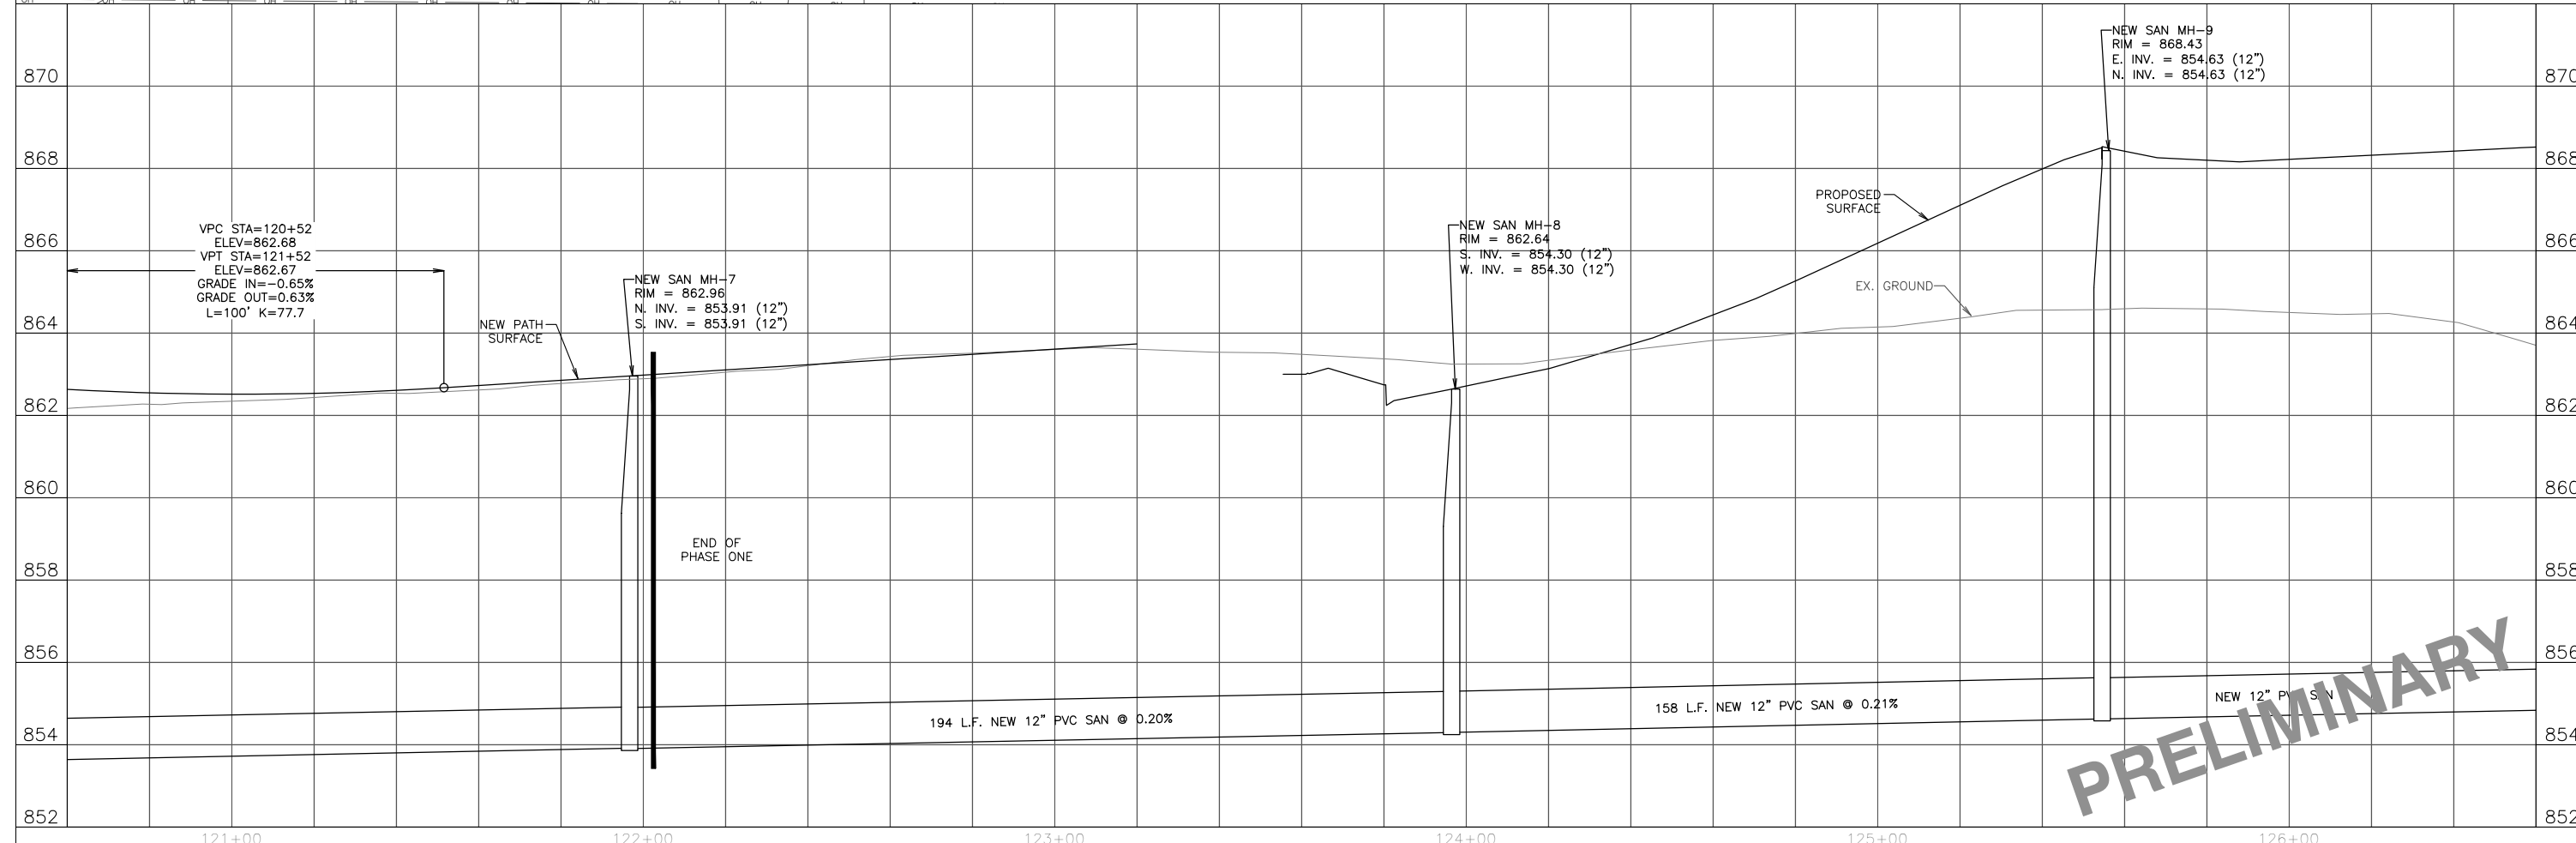 NEW SAN MH-9
RIM = 868.43
E. INV. = 854.63 (12")
N. INV. = 854.63 (12")
870
870
868
868
PROPOSED
SURFACE
VPC STA=120+52
ELEV=862.68
VPT STA=121+52
ELEV=862.67
GRADE IN=-0.65%
GRADE OUT=0.63%
L=100' K=77.7
NEW SAN MH-8
RIM = 862.64
S. INV. = 854.30 (12")
W. INV. = 854.30 (12")
866
866
NEW SAN MH-7
RIM = 862.96
N. INV. = 853.91 (12")
S. INV. = 853.91 (12")
EX. GROUND
NEW PATH
SURFACE
864
864
862
862
860
860
END OF
PHASE ONE
858
858
856
856
194 L.F. NEW 12" PVC SAN @ 0.20%
158 L.F. NEW 12" PVC SAN @ 0.21%
NEW 12" PVC SAN
PRELIMINARY
854
854
852
852
121+00
122+00
123+00
124+00
125+00
126+00